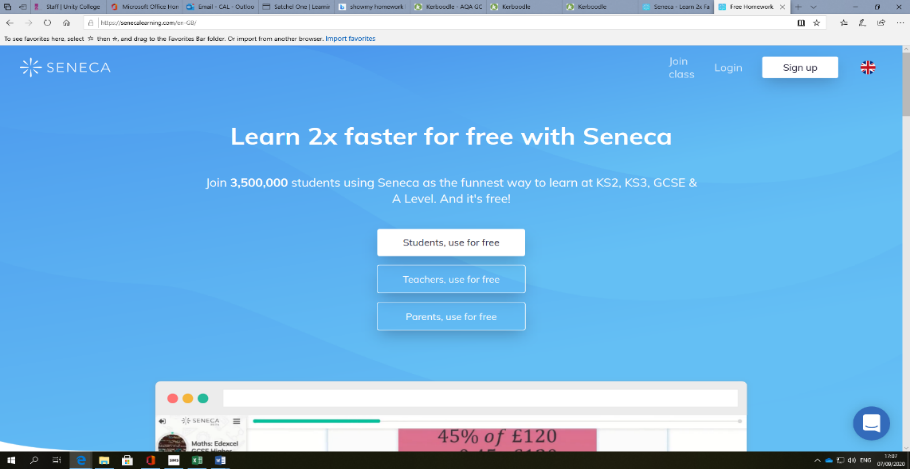 Staff | Unity College
Microsoft Office Hom
Email - CAL - Outloo
Satchel One | Learni
showmy homework
Kerboodle - AQA GC
Kerboodle
Kerboodle
Seneca - Learn 2x Fa
Free Homework
https://senecalearning.com/en-GB/
To see favorites here, select ☆ then ☆, and drag to the Favorites Bar folder. Or import from another browser. Import favorites
SENECA
Join class
Login
Sign up
Learn 2x faster for free with Seneca
Join 3,500,000 students using Seneca as the funnest way to learn at KS2, KS3, GCSE &
A Level. And it's free!
Students, use for free
Teachers, use for free
Parents, use for free
SENECA
45% of £120
Maths: Edexcel
GCSE Higher
ENG
17:07
07/09/2020